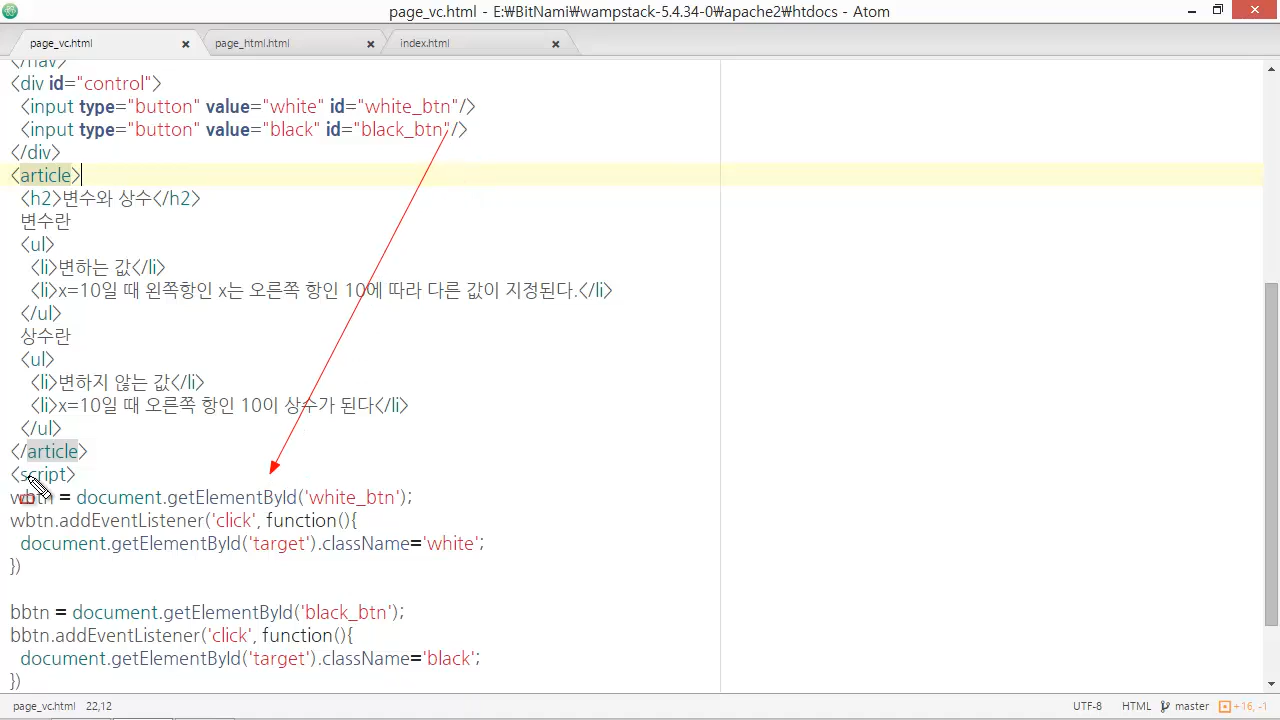 page_vc.html - E:₩BitNami₩wampstack-5.4.34-0₩apache2₩htdocs - Atom
page_vc.html page_html.html index.html
</nav>
<div id="control">
<input type="button" value="white" id="white_btn"/>
<input type="button" value="black" id="black_btn"/>
</div>
<article>
<h2>변수와 상수</h2>
변수란
<ul>
<li>변하는 값</li>
<li>x=10일 때 왼쪽항인 x는 오른쪽 항인 10에 따라 다른 값이 지정된다.</li>
</ul>
상수란
<ul>
<li>변하지 않는 값</li>
<li>x=10일 때 오른쪽 항인 10이 상수가 된다</li>
</ul>
</article>
<script>
wbtn = document.getElementById('white_btn');
wbtn.addEventListener('click', function(){
document.getElementById('target').className='white';
})
bbtn = document.getElementById('black_btn');
bbtn.addEventListener('click', function(){
document.getElementById('target').className='black';
})
page_vc.html 22,12 UTF-8 HTML master +16, -1